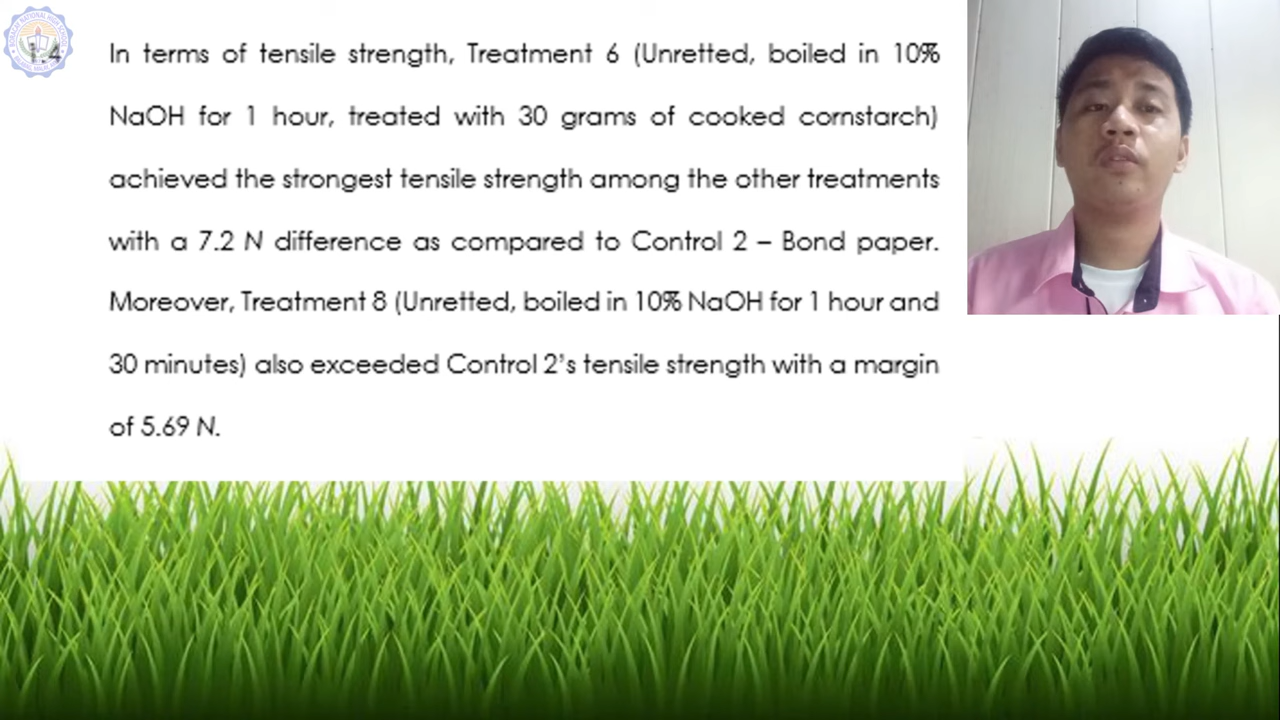 1.4
In terms of tensile strength, Treatment 6 (Unretted, boiled in 10%
NaOH for 1 hour, treated with 30 grams of cooked cornstarch)
achieved the strongest tensile strength among the other treatments
with a 7.2 N difference as compared to Control 2 – Bond paper.
Moreover, Treatment 8 (Unretted, boiled in 10% NaOH for 1 hour and
30 minutes) also exceeded Control 2's tensile strength with a margin
of 5.69 N.